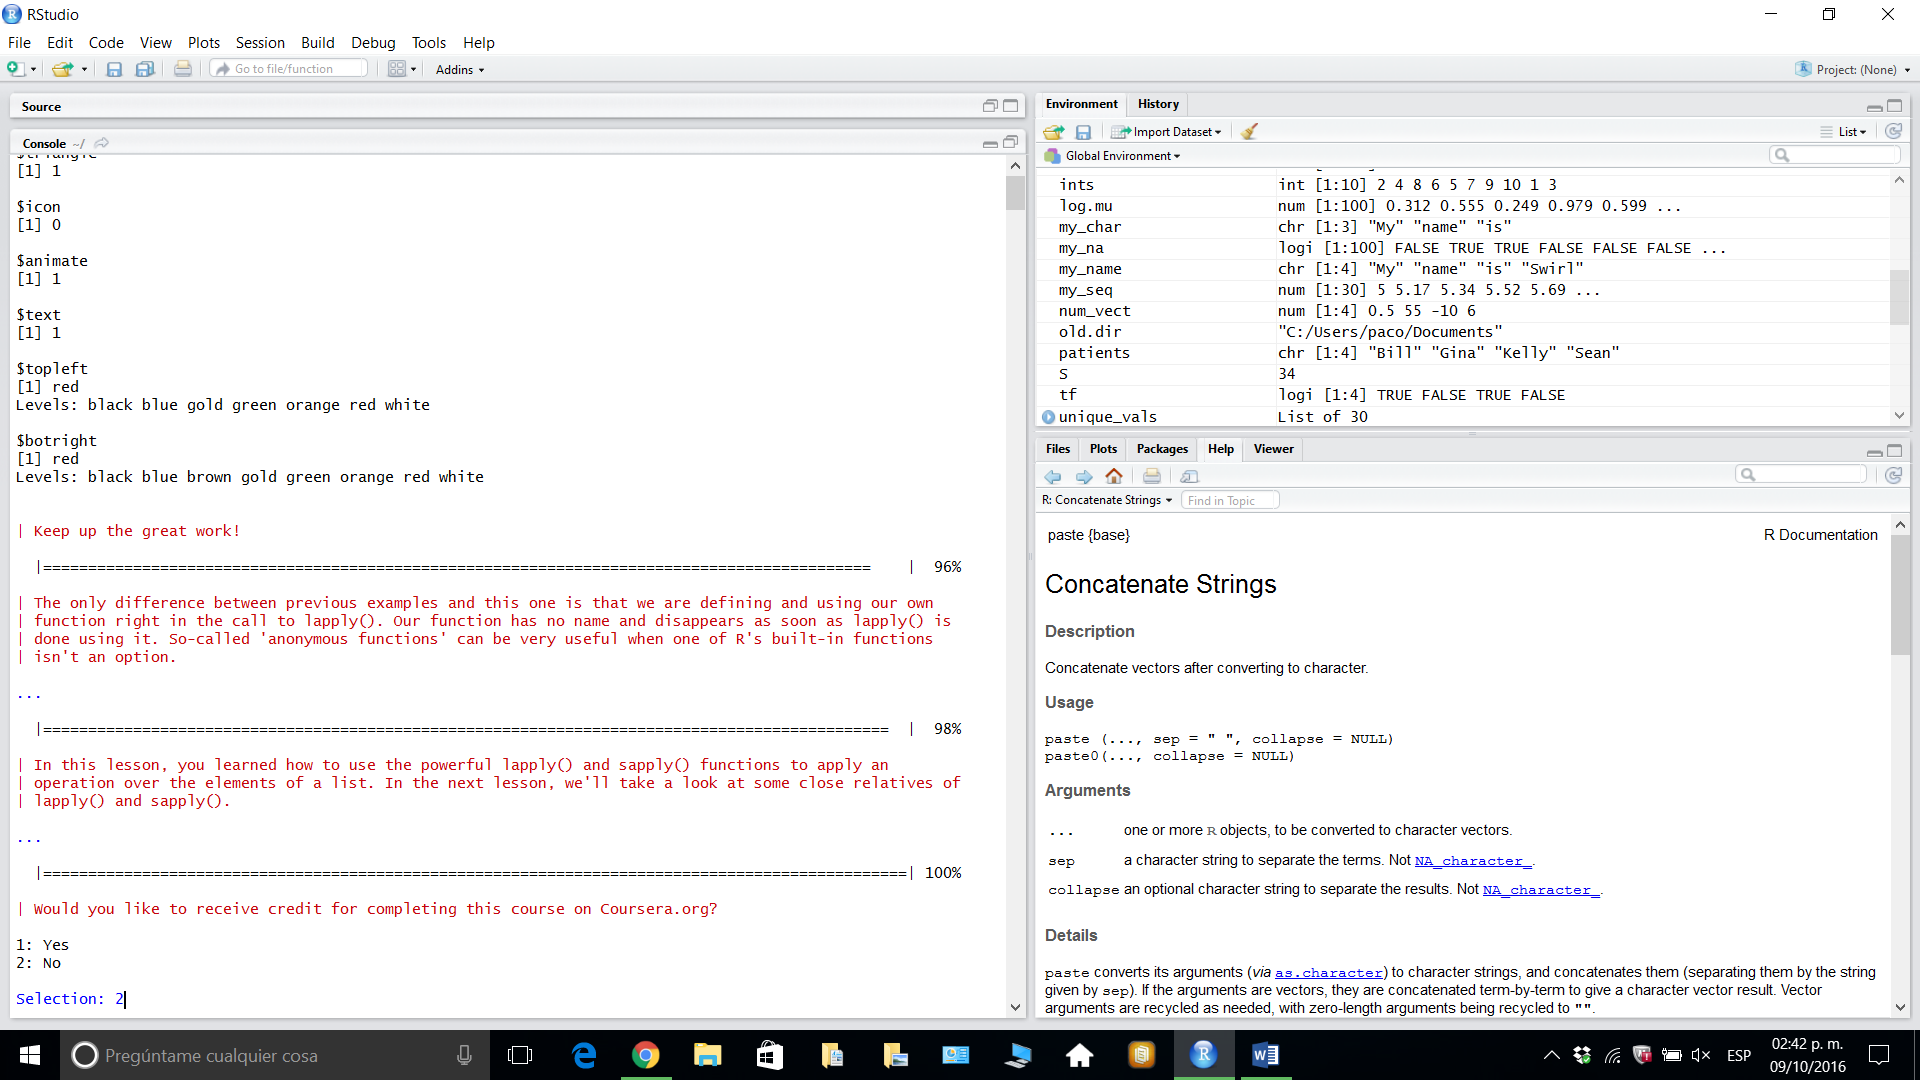 RStudio
File Edit Code View Plots Session Build Debug Tools Help
Go to file/function
Addins
Project: (None)
Source
Console ~/
$triangle
[1] 1
$icon
[1] 0
$animate
[1] 1
$text
[1] 1
$topleft
[1] red
Levels: black blue gold green orange red white
$botright
[1] red
Levels: black blue brown gold green orange red white
| Keep up the great work!
|============================================================================================    |  96%
| The only difference between previous examples and this one is that we are defining and using our own
| function right in the call to lapply(). Our function has no name and disappears as soon as lapply() is
| done using it. So-called 'anonymous functions' can be very useful when one of R's built-in functions
| isn't an option.
...
|==============================================================================================  |  98%
| In this lesson, you learned how to use the powerful lapply() and sapply() functions to apply an
| operation over the elements of a list. In the next lesson, we'll take a look at some close relatives of
| lapply() and sapply().
...
|================================================================================================| 100%
| Would you like to receive credit for completing this course on Coursera.org?
1: Yes
2: No
Selection: 2
Environment History
Import Dataset
List
Global Environment
ints int [1:10] 2 4 8 6 5 7 9 10 1 3
log.mu num [1:100] 0.312 0.555 0.249 0.979 0.599 ...
my_char chr [1:3] "My" "name" "is"
my_na logi [1:100] FALSE TRUE TRUE FALSE FALSE FALSE ...
my_name chr [1:4] "My" "name" "is" "Swirl"
my_seq num [1:30] 5 5.17 5.34 5.52 5.69 ...
num_vect num [1:4] 0.5 55 -10 6
old.dir "C:/Users/paco/Documents"
patients chr [1:4] "Bill" "Gina" "Kelly" "Sean"
S 34
tf logi [1:4] TRUE FALSE TRUE FALSE
unique_vals List of 30
Files Plots Packages Help Viewer
R: Concatenate Strings
Find in Topic
paste {base}
R Documentation
Concatenate Strings
Description
Concatenate vectors after converting to character.
Usage
paste (..., sep = " ", collapse = NULL)
paste0(..., collapse = NULL)
Arguments
... one or more R objects, to be converted to character vectors.
sep a character string to separate the terms. Not NA_character_.
collapse an optional character string to separate the results. Not NA_character_.
Details
paste converts its arguments (via as.character) to character strings, and concatenates them (separating them by the string
given by sep). If the arguments are vectors, they are concatenated term-by-term to give a character vector result. Vector
arguments are recycled as needed, with zero-length arguments being recycled to "".
Pregúntame cualquier cosa
ESP
02:42 p. m.
09/10/2016